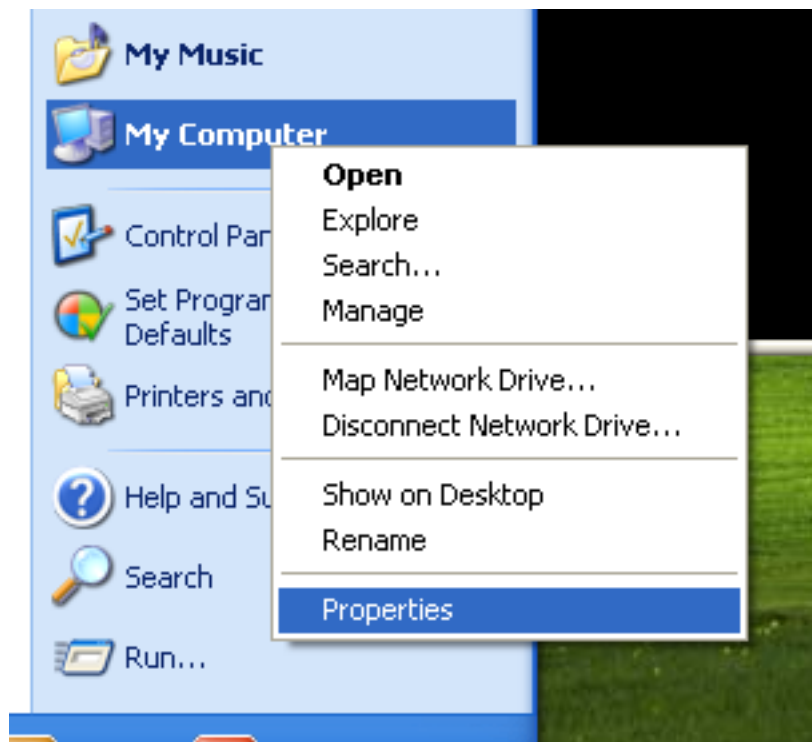 My Music
My Computer
Open
Explore
Search...
Manage
Map Network Drive...
Disconnect Network Drive...
Show on Desktop
Rename
Properties
Control Par
Set Prograr
Defaults
Printers and
Help and Su
Search
Run...